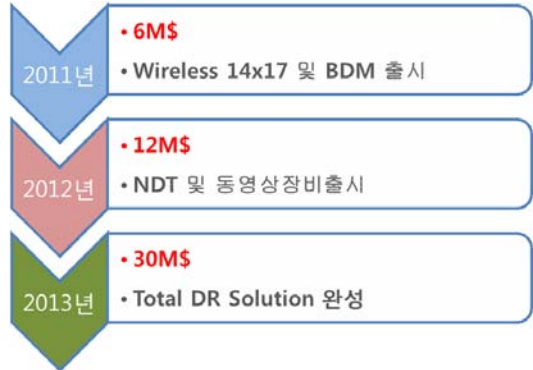 2011년
• 6M$
• Wireless 14x17 및 BDM 출시
2012년
• 12M$
• NDT 및 동영상장비출시
2013년
• 30M$
• Total DR Solution 완성